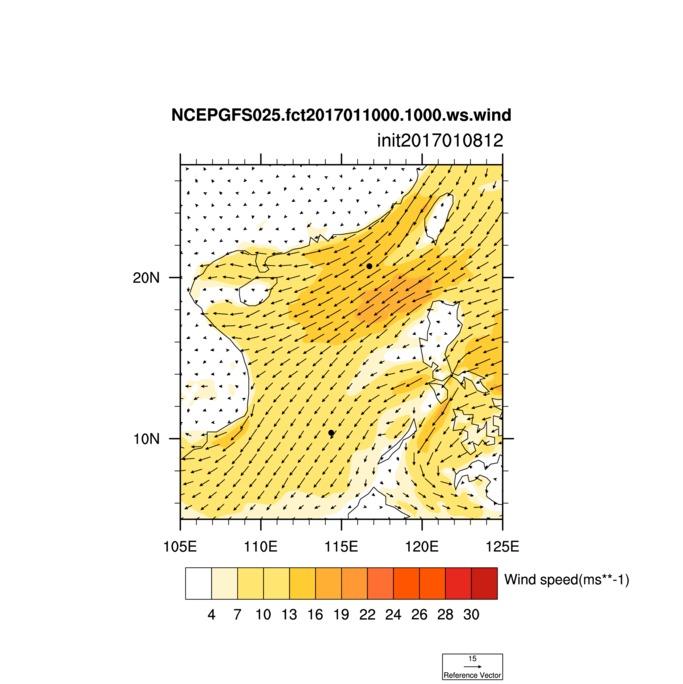 NCEPGFS025.fct2017011000.1000.ws.wind
init2017010812
20N
10N
105E 110E 115E 120E 125E
Wind speed(ms**-1)
4 7 10 13 16 19 22 24 26 28 30
15
Reference Vector